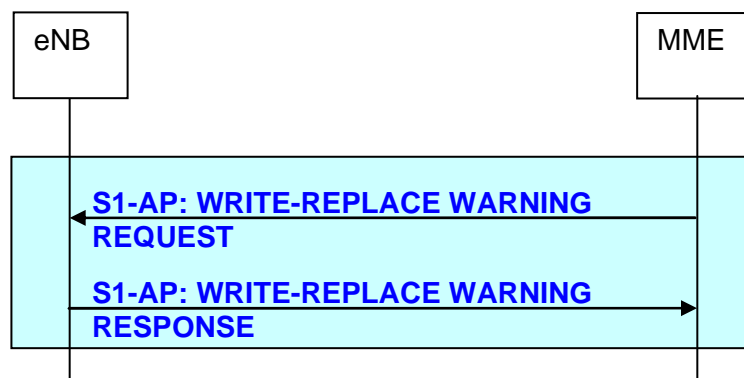 eNB
MME
S1-AP: WRITE-REPLACE WARNING
REQUEST
S1-AP: WRITE-REPLACE WARNING
RESPONSE